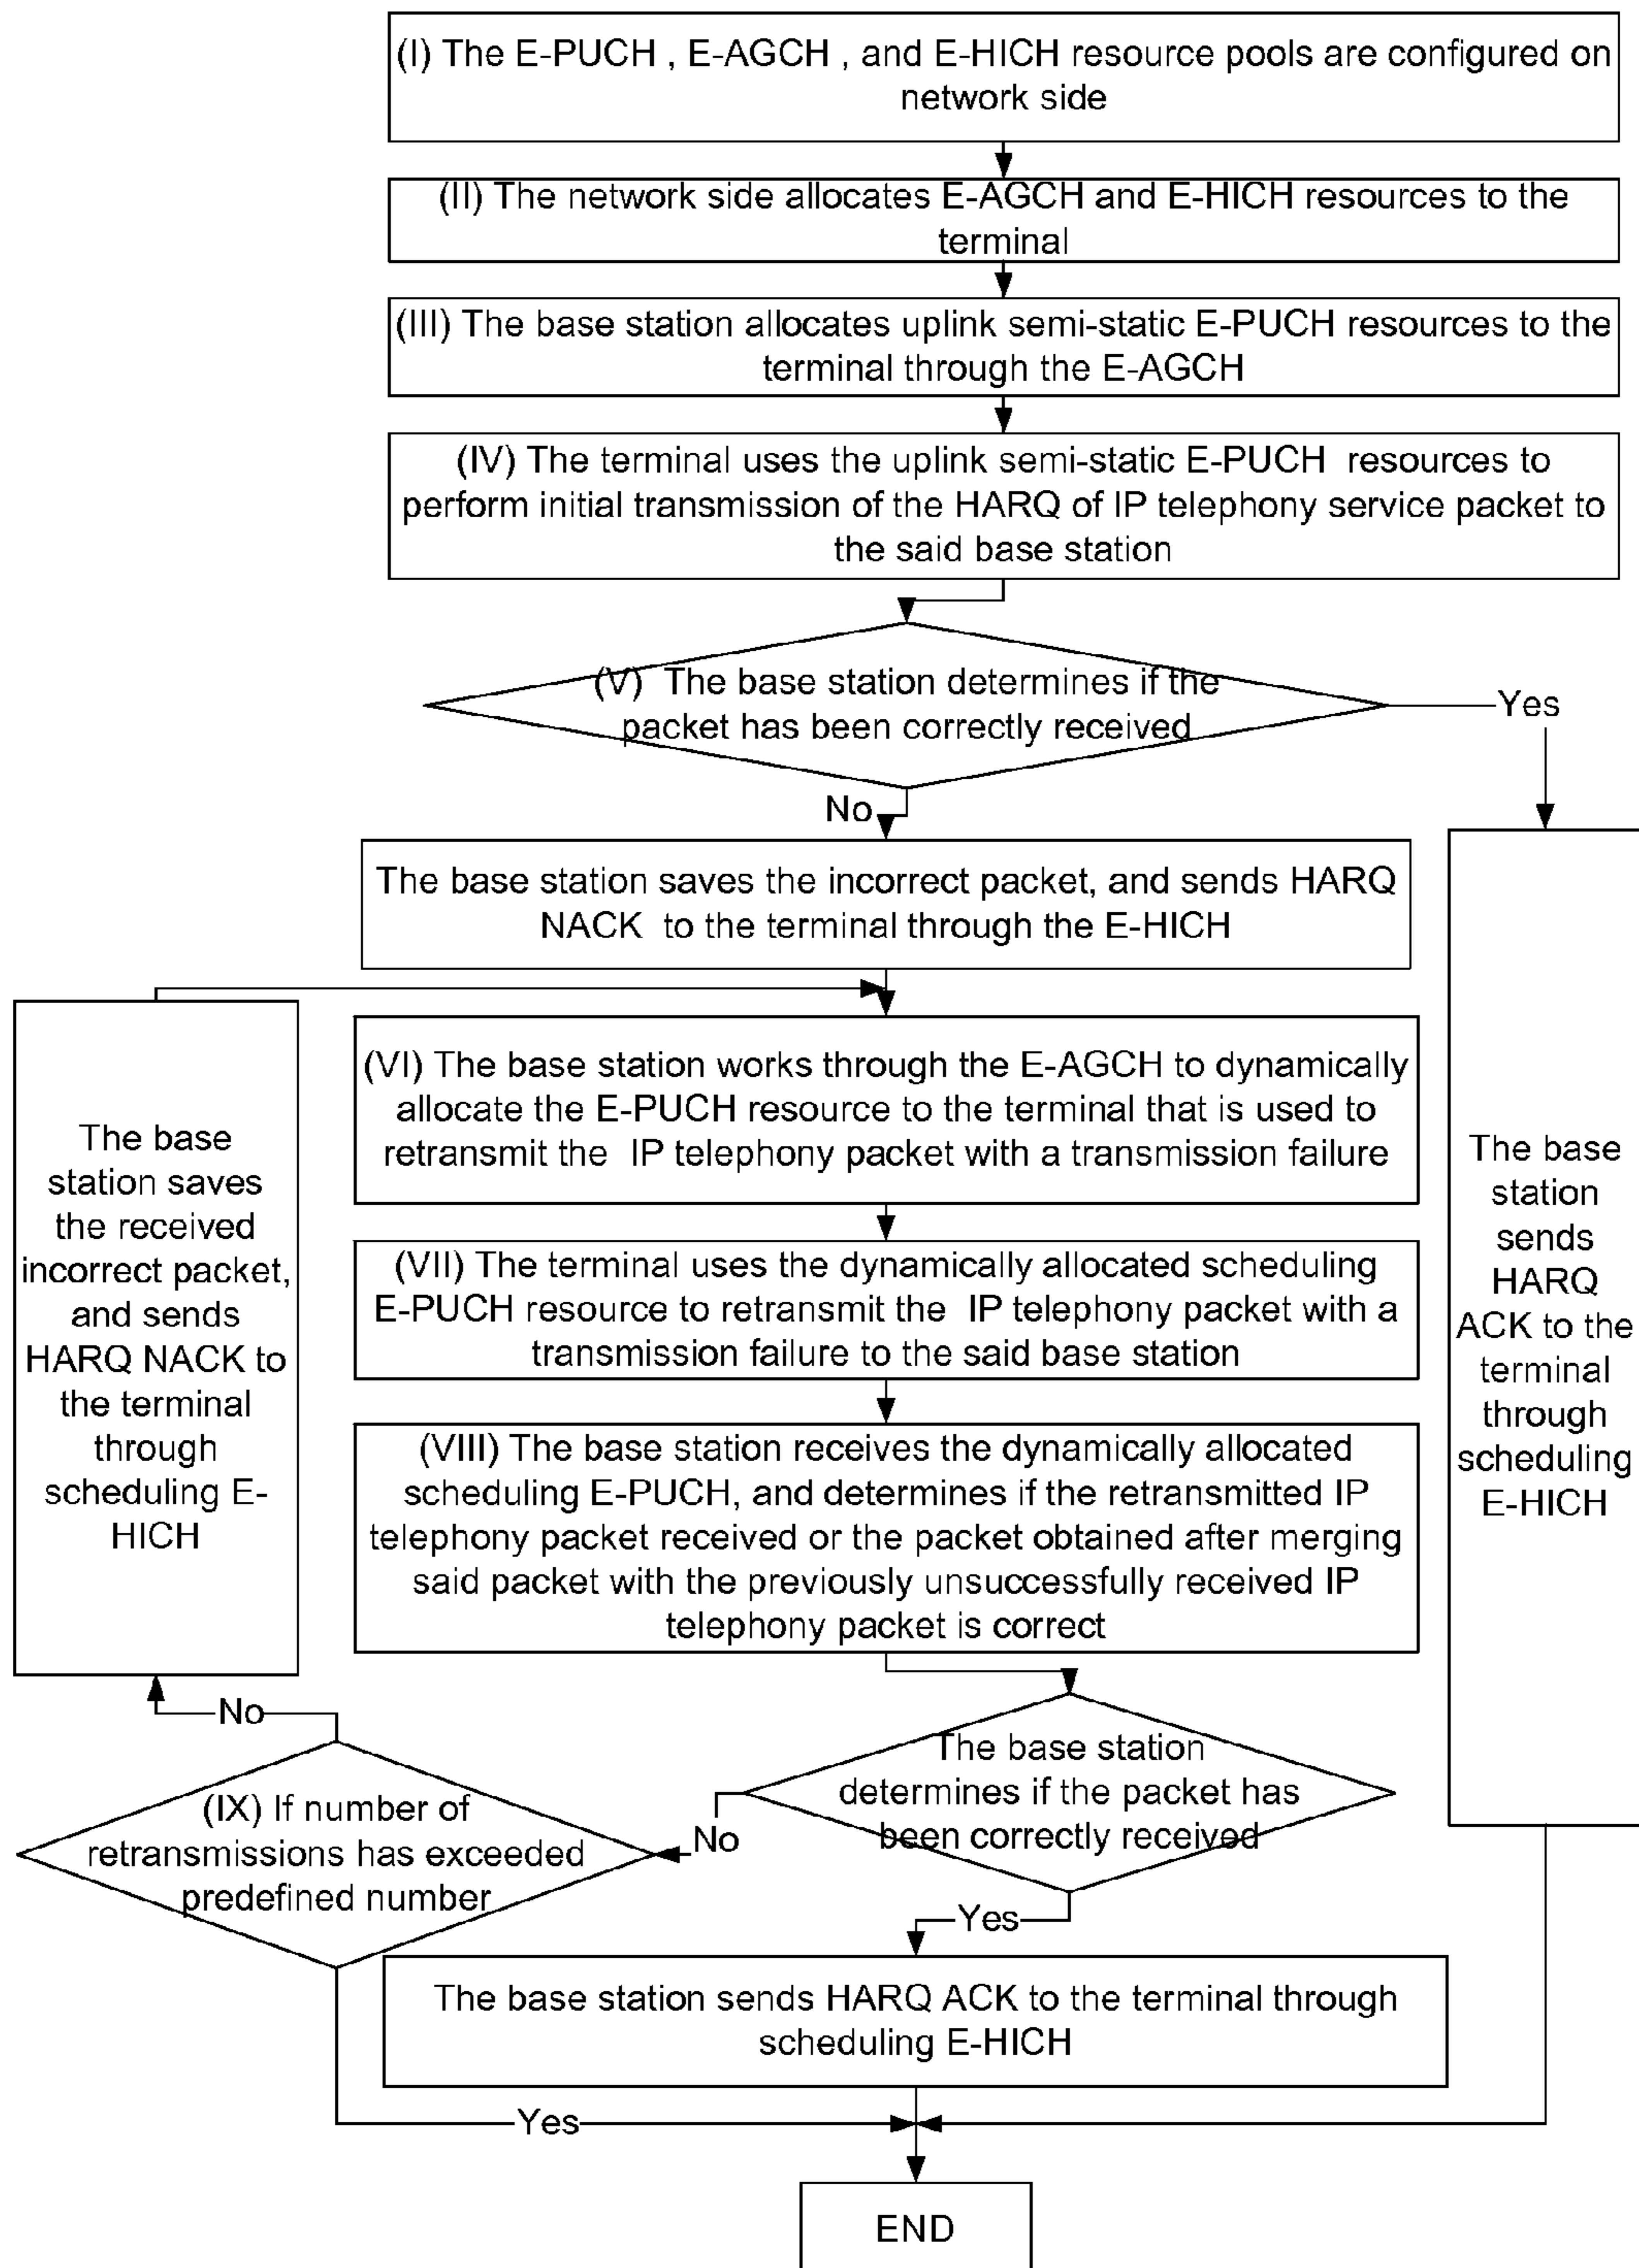 (I) The E-PUCH , E-AGCH , and E-HICH resource pools are configured on
network side
(II) The network side allocates E-AGCH and E-HICH resources to the
terminal
(III) The base station allocates uplink semi-static E-PUCH resources to the
terminal through the E-AGCH
(IV) The terminal uses the uplink semi-static E-PUCH resources to
perform initial transmission of the HARQ of IP telephony service packet to
the said base station
(V) The base station determines if the
packet has been correctly received
Yes
No
The base station saves the incorrect packet, and sends HARQ
NACK to the terminal through the E-HICH
(VI) The base station works through the E-AGCH to dynamically
allocate the E-PUCH resource to the terminal that is used to
retransmit the IP telephony packet with a transmission failure
(VII) The terminal uses the dynamically allocated scheduling
E-PUCH resource to retransmit the IP telephony packet with a
transmission failure to the said base station
(VIII) The base station receives the dynamically allocated
scheduling E-PUCH, and determines if the retransmitted IP
telephony packet received or the packet obtained after merging
said packet with the previously unsuccessfully received IP
telephony packet is correct
The base
station saves
the received
incorrect packet,
and sends
HARQ NACK to
the terminal
through
scheduling E-
HICH
The base
station
sends
HARQ
ACK to the
terminal
through
scheduling
E-HICH
No
The base station
determines if the packet has
been correctly received
No
(IX) If number of
retransmissions has exceeded
predefined number
Yes
The base station sends HARQ ACK to the terminal through
scheduling E-HICH
Yes
END